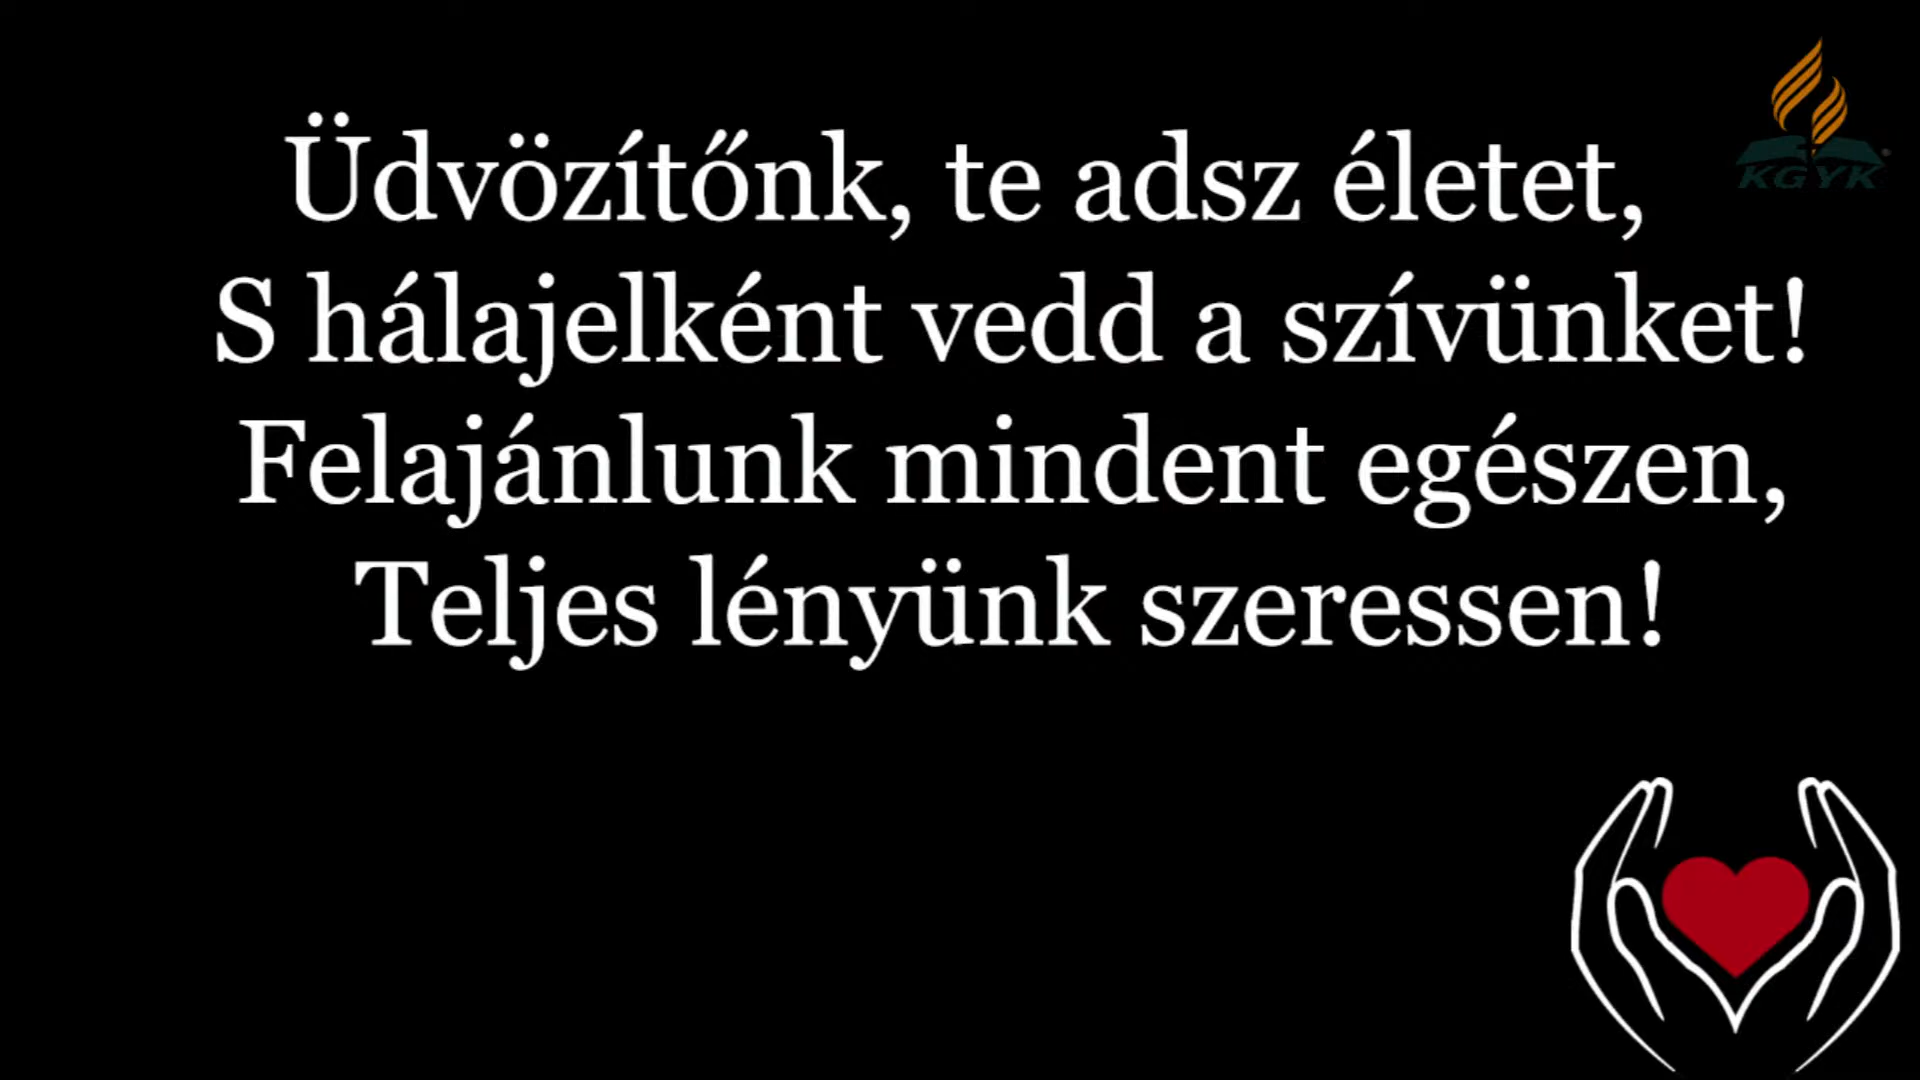 Üdvözítőnk, te adsz életet,
S hálajelként vedd a szívünket!
Felajánlunk mindent egészen,
Teljes lényünk szeressen!
KGYK